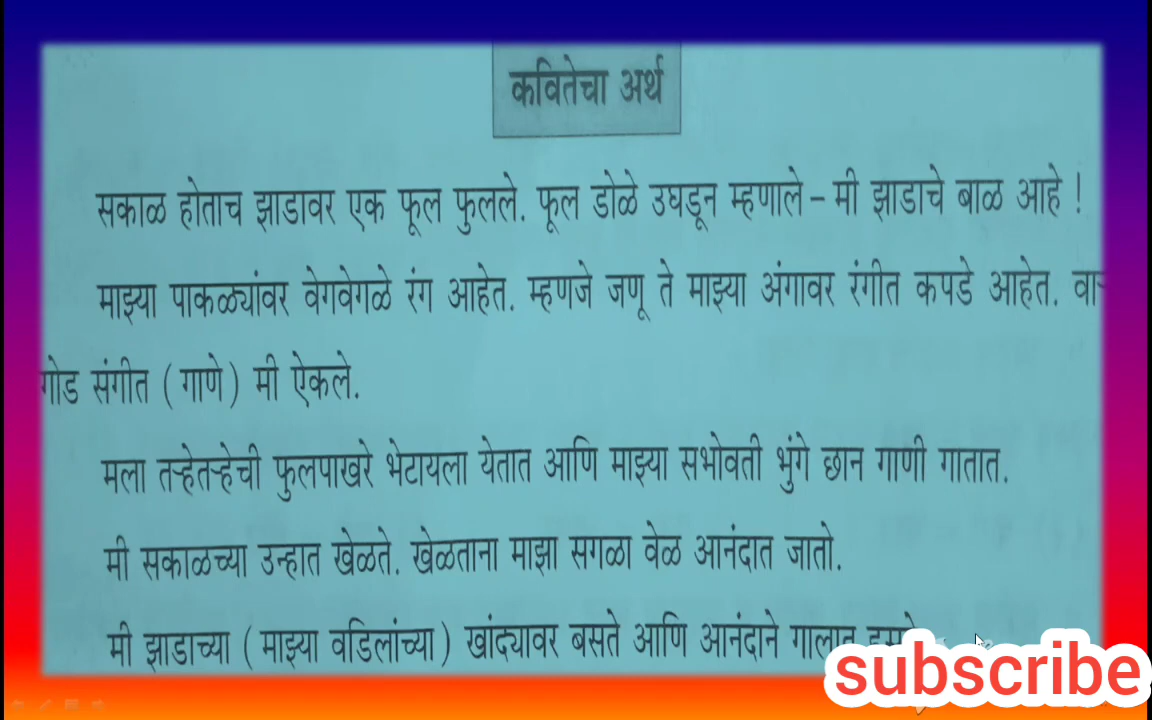 कवितेचा अर्थ
सकाळ होताच झाडावर एक फूल फुलले. फूल डोळे उघडून म्हणाले – मी झाडाचे बाळ आहे !
माझ्या पाकळ्यांवर वेगवेगळे रंग आहेत. म्हणजे जणू ते माझ्या अंगावर रंगीत कपडे आहेत.
गोड संगीत ( गाणे ) मी ऐकले.
मला तऱ्हेतऱ्हेची फुलपाखरे भेटायला येतात आणि माझ्या सभोवती भुंगे छान गाणी गातात.
मी सकाळच्या उन्हात खेळते. खेळताना माझा सगळा वेळ आनंदात जातो.
मी झाडाच्या ( माझ्या वडिलांच्या ) खांद्यावर बसते आणि आनंदाने गालात
subscribe